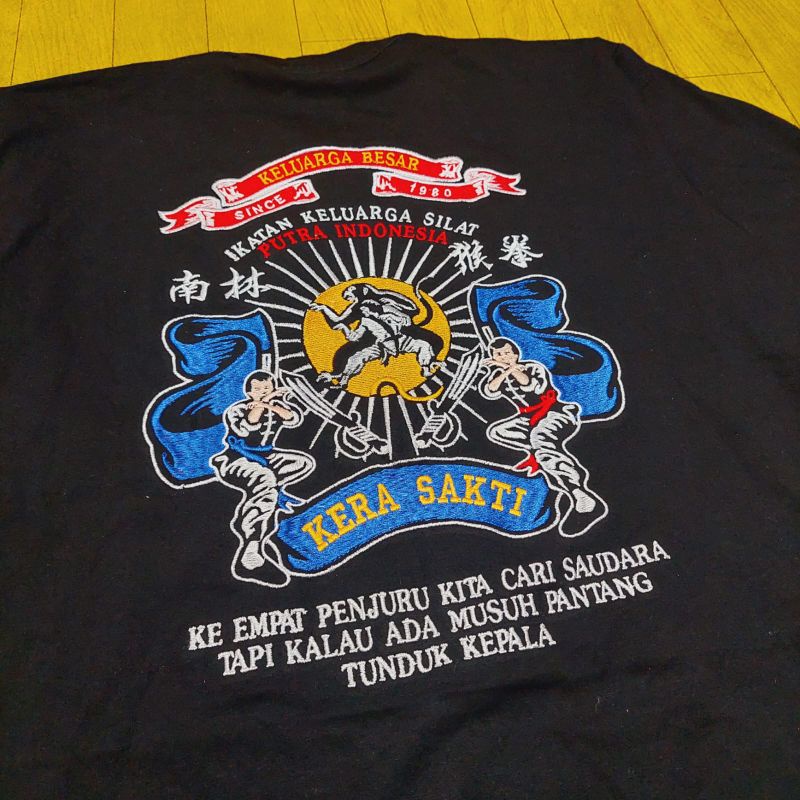 KELUARGA BESAR
SINCE 1980
IKATAN KELUARGA SILAT
PUTRA INDONESIA
南林 猴拳
KERA SAKTI
KE EMPAT PENJURU KITA CARI SAUDARA
TAPI KALAU ADA MUSUH PANTANG
TUNDUK KEPALA